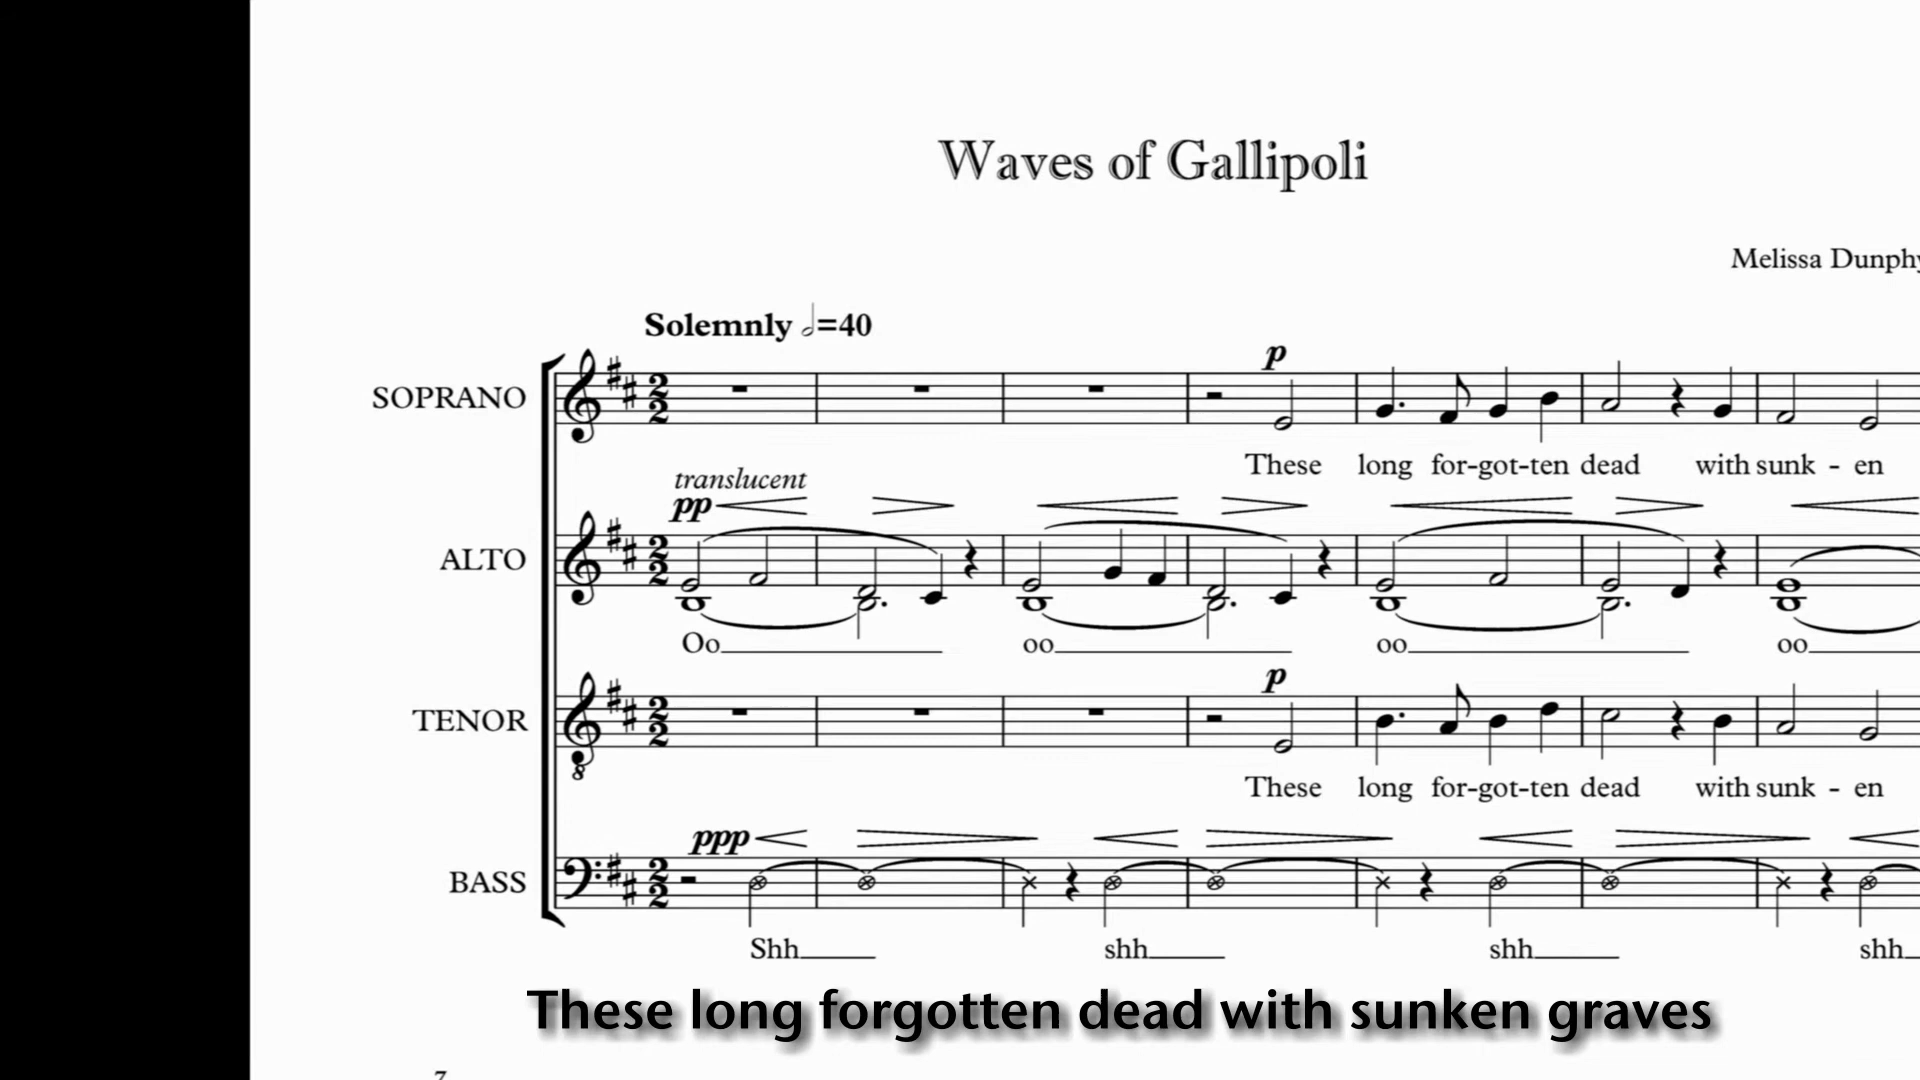 Waves of Gallipoli
Melissa Dunphy
Solemnly =40
p
SOPRANO
These long for-got-ten dead with sunk - en
translucent
pp
ALTO
Oo oo oo oo
p
TENOR
8
These long for-got-ten dead with sunk - en
ppp
BASS
Shh shh shh shh
These long forgotten dead with sunken graves
7